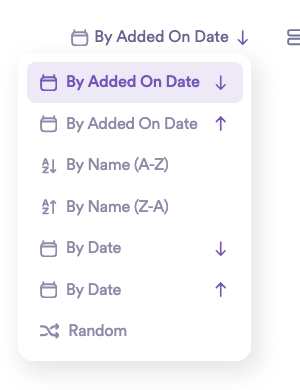 By Added On Date ↓
By Added On Date ↓
By Added On Date ↑
By Name (A-Z)
By Name (Z-A)
By Date ↓
By Date ↑
Random